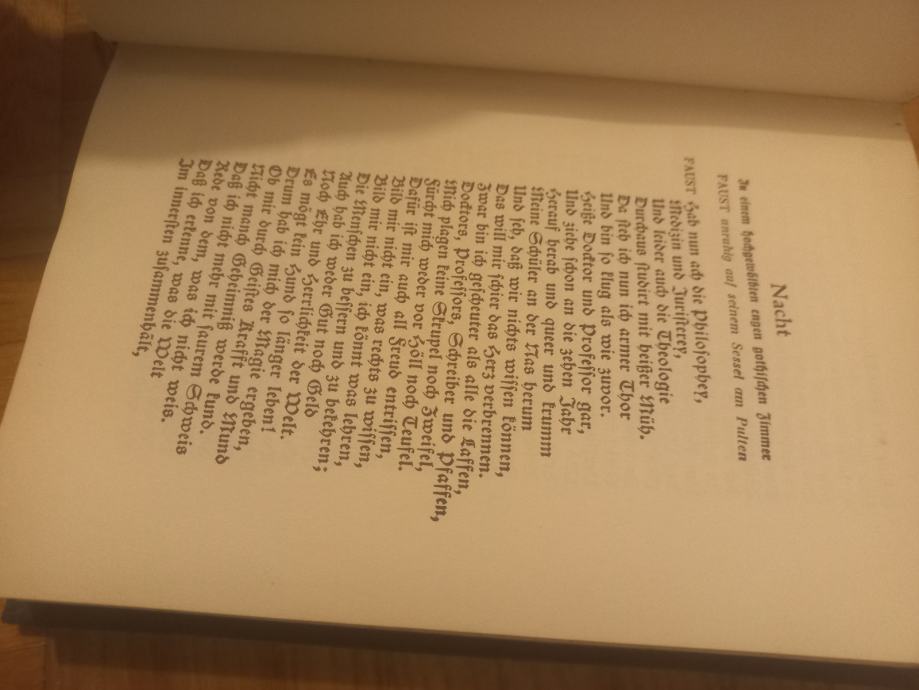 Nacht
In einem hochgewölbten engen gothischen Zimmer
FAUST unruhig auf seinem Sessel am Pulten
FAUST Hab nun ach die Philosophey,
Medizin und Juristerey,
Und leider auch die Theologie
Durchaus studirt mit heißer Müh.
Da steh ich nun ich armer Thor
Und bin so klug als wie zuvor.
Heiße Docktor und Professor gar,
Und ziehe schon an die zehen Jahr
Herauf herab und queer und krumm
Meine Schüler an der Nas herum
Und seh, daß wir nichts wissen können,
Das will mir schier das Herz verbrennen.
Zwar bin ich gescheuter als alle die Laffen,
Docktors, Professors, Schreiber und Pfaffen,
Mich plagen keine Skrupel noch Zweifel,
Fürcht mich weder vor Höll noch Teufel.
Dafür ist mir auch all Freud entrissen,
Bild mir nicht ein, was rechts zu wissen,
Bild mir nicht ein, ich könnt was lehren,
Die Menschen zu bessern und zu bekehren;
Auch hab ich weder Gut noch Geld
Noch Ehr und Herrlichkeit der Welt.
Es mögt kein Hund so länger leben!
Drum hab ich mich der Magie ergeben,
Ob mir durch Geistes Krafft und Mund
Nicht manch Geheimniß werde kund.
Daß ich nicht mehr mit saurem Schweis
Rede von dem, was ich nicht weis.
Daß ich erkenne, was die Welt
Im innersten zusammenhält,